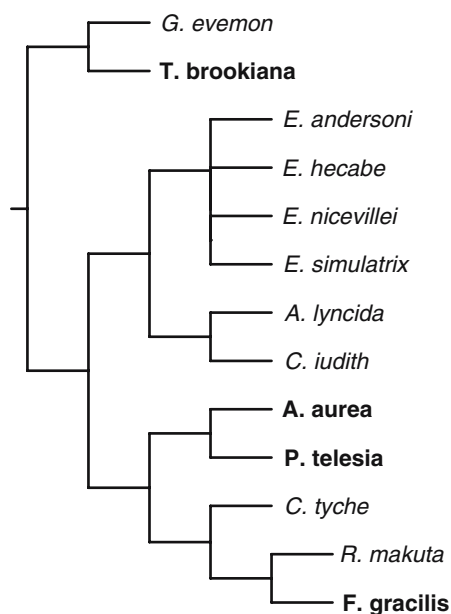 G. evemon
T. brookiana
E. andersoni
E. hecabe
E. nicevillei
E. simulatrix
A. lyncida
C. iudith
A. aurea
P. telesia
C. tyche
R. makuta
F. gracilis